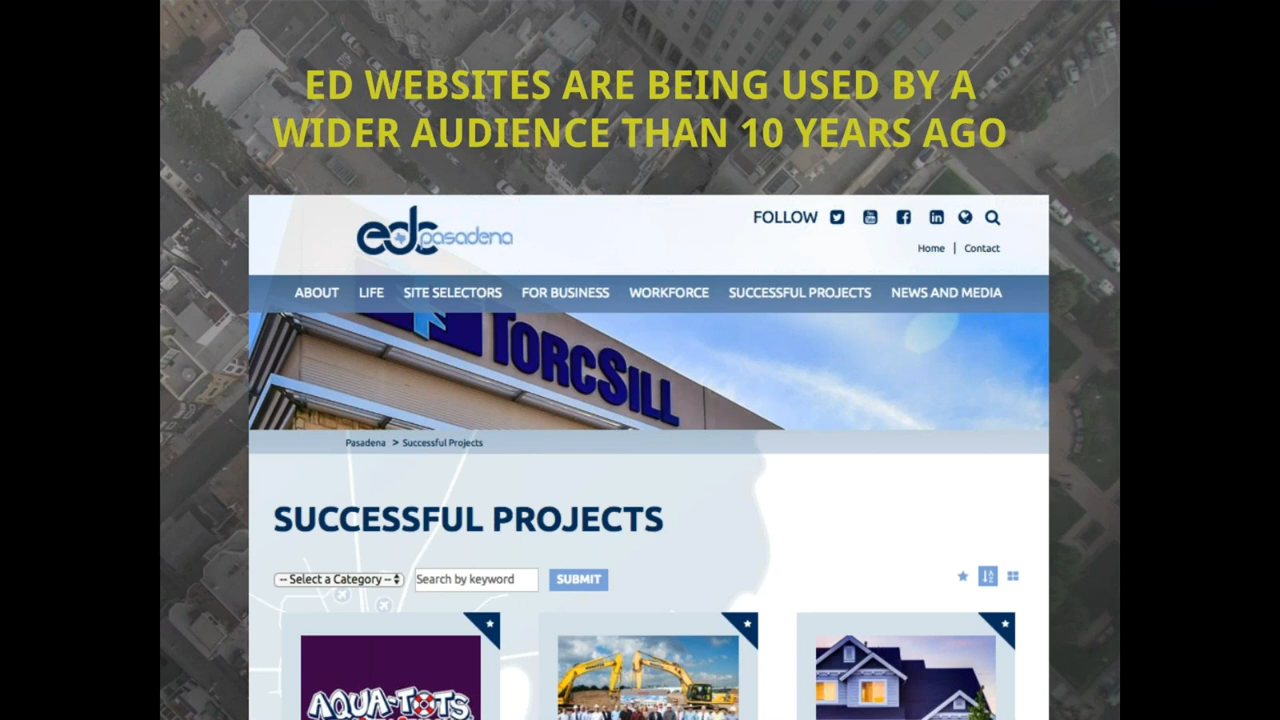 ED WEBSITES ARE BEING USED BY A
WIDER AUDIENCE THAN 10 YEARS AGO
edc pasadena
FOLLOW
Home | Contact
ABOUT LIFE SITE SELECTORS FOR BUSINESS WORKFORCE SUCCESSFUL PROJECTS NEWS AND MEDIA
TORCSILL
Pasadena > Successful Projects
SUCCESSFUL PROJECTS
-- Select a Category -- Search by keyword SUBMIT
AQUA-TOTS